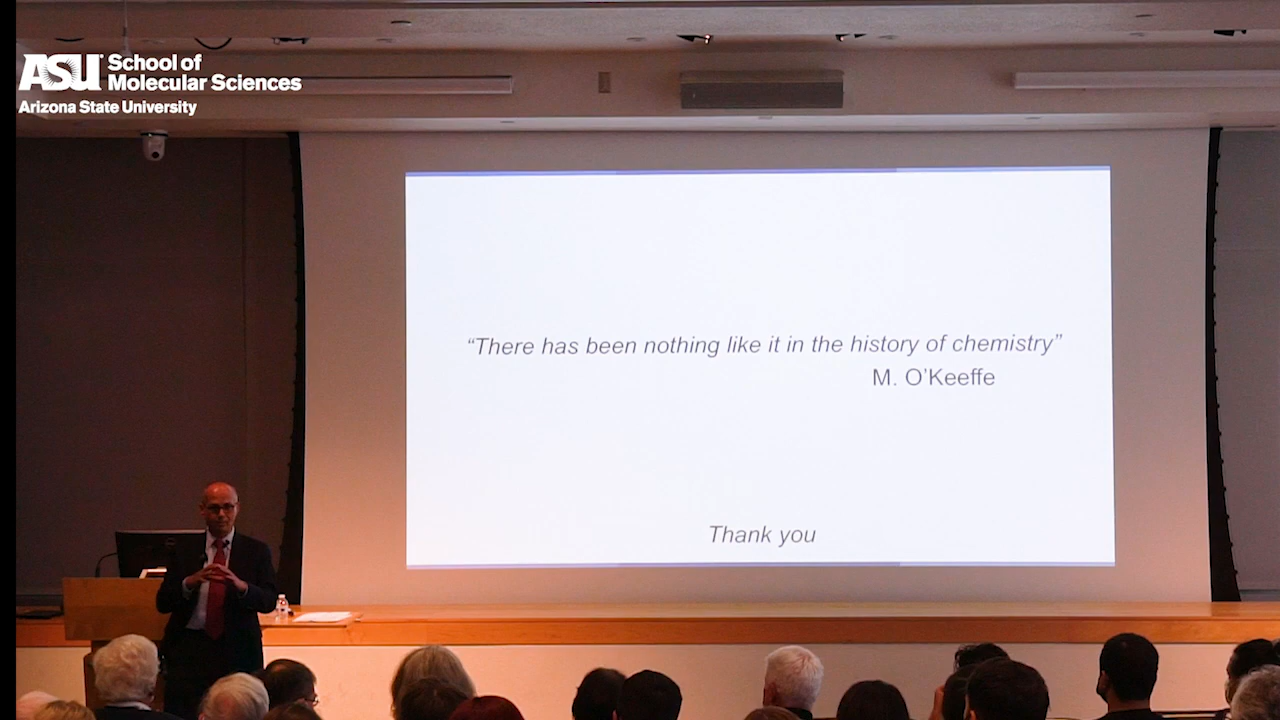 ASU School of
Molecular Sciences
Arizona State University
“There has been nothing like it in the history of chemistry”
M. O’Keeffe
Thank you